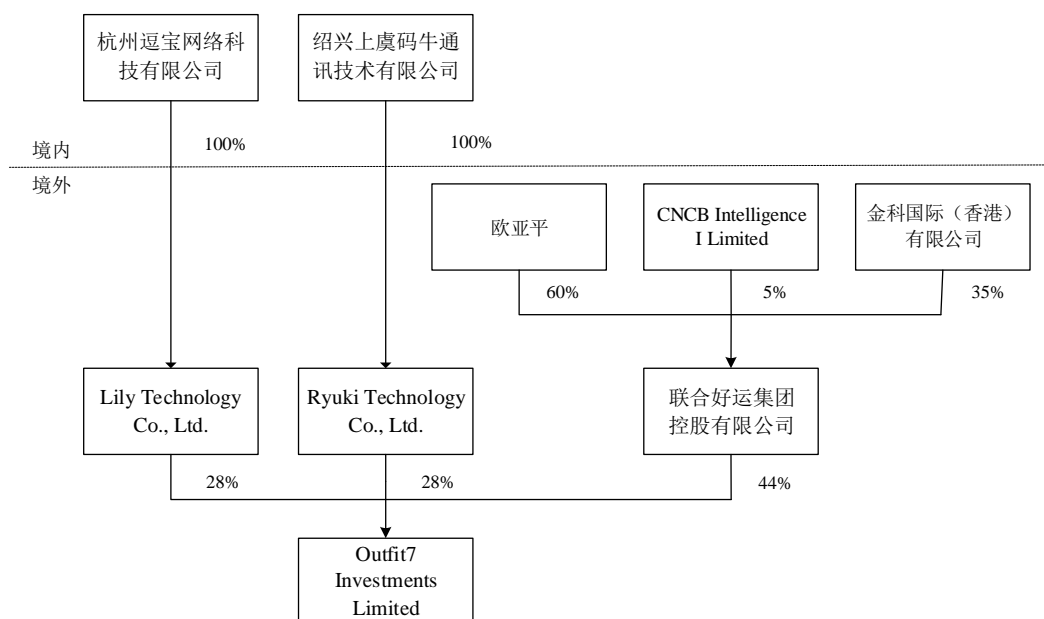 杭州逗宝网络科
技有限公司
绍兴上虞码牛通
讯技术有限公司
100%
100%
境内
境外
欧亚平
CNCB Intelligence
I Limited
金科国际（香港）
有限公司
60%
5%
35%
Lily Technology
Co., Ltd.
Ryuki Technology
Co., Ltd.
联合好运集团
控股有限公司
28%
28%
44%
Outfit7
Investments
Limited